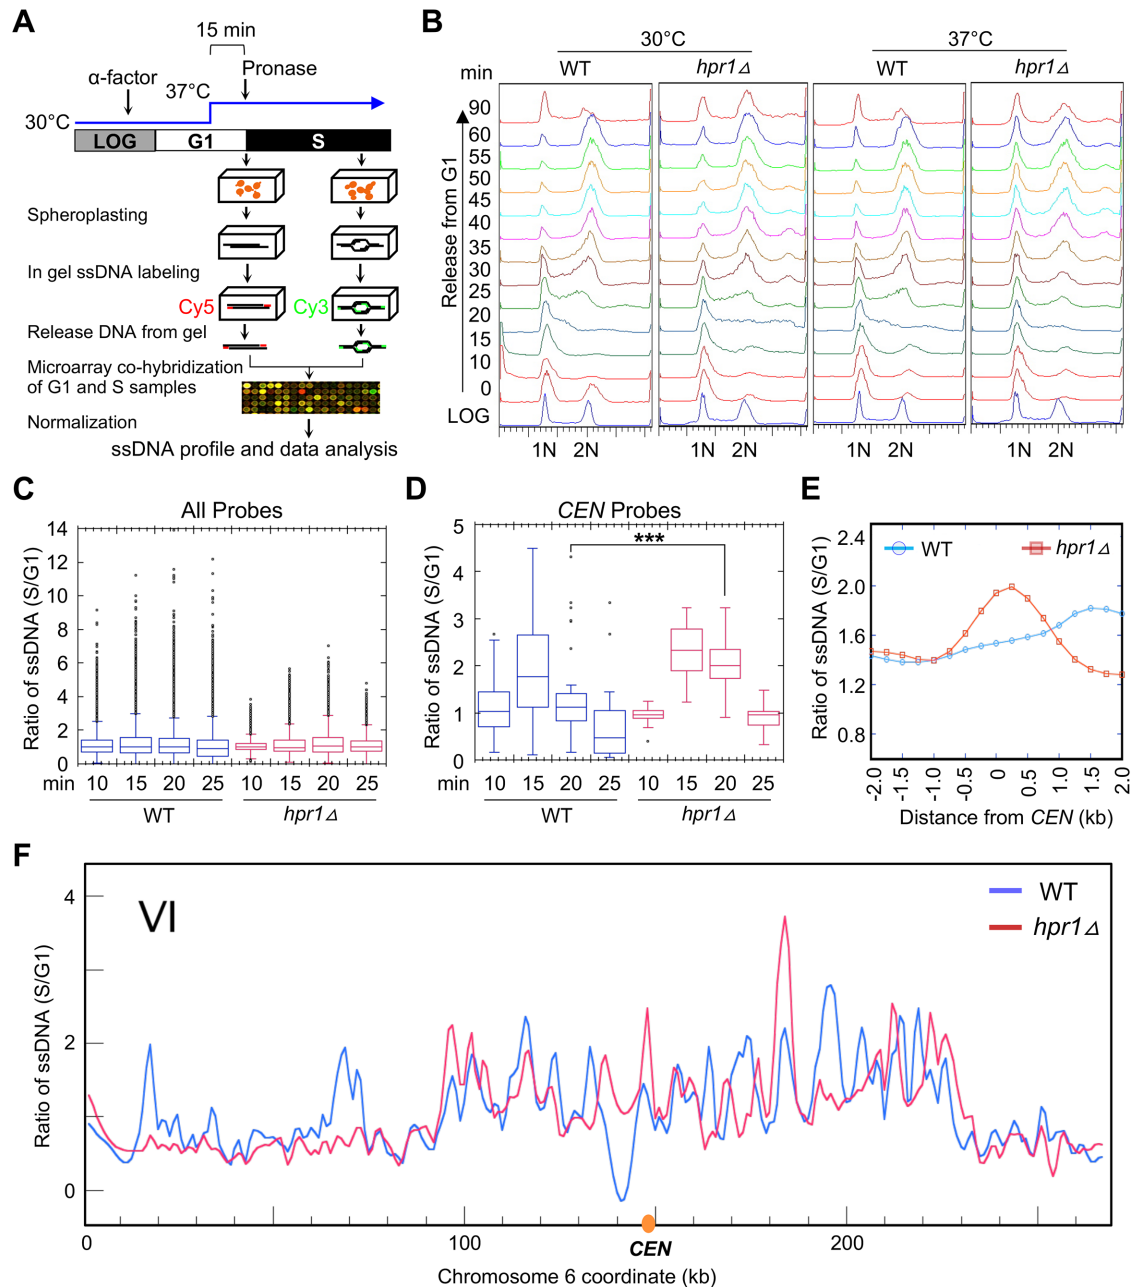 A
15 min
α-factor
Pronase
37°C
30°C
LOG
G1
S
Spheroplasting
In gel ssDNA labeling
Cy5
Cy3
Release DNA from gel
Microarray co-hybridization
of G1 and S samples
Normalization
ssDNA profile and data analysis
B
30°C
37°C
min
WT
hpr1Δ
WT
hpr1Δ
Release from G1
90
60
55
50
45
40
35
30
25
20
15
10
0
LOG
1N 2N
1N 2N
1N 2N
1N 2N
C
All Probes
Ratio of ssDNA (S/G1)
14
12
10
8
6
4
2
0
min
10 15 20 25 10 15 20 25
WT
hpr1Δ
D
CEN Probes
Ratio of ssDNA (S/G1)
5
4
3
2
1
0
***
min
10 15 20 25 10 15 20 25
WT
hpr1Δ
E
WT
hpr1Δ
Ratio of ssDNA (S/G1)
2.4
2.0
1.6
1.2
0.8
-2.0 -1.5 -1.0 -0.5 0 0.5 1.0 1.5 2.0
Distance from CEN (kb)
F
VI
WT
hpr1Δ
Ratio of ssDNA (S/G1)
4
2
0
0 100 200
CEN
Chromosome 6 coordinate (kb)